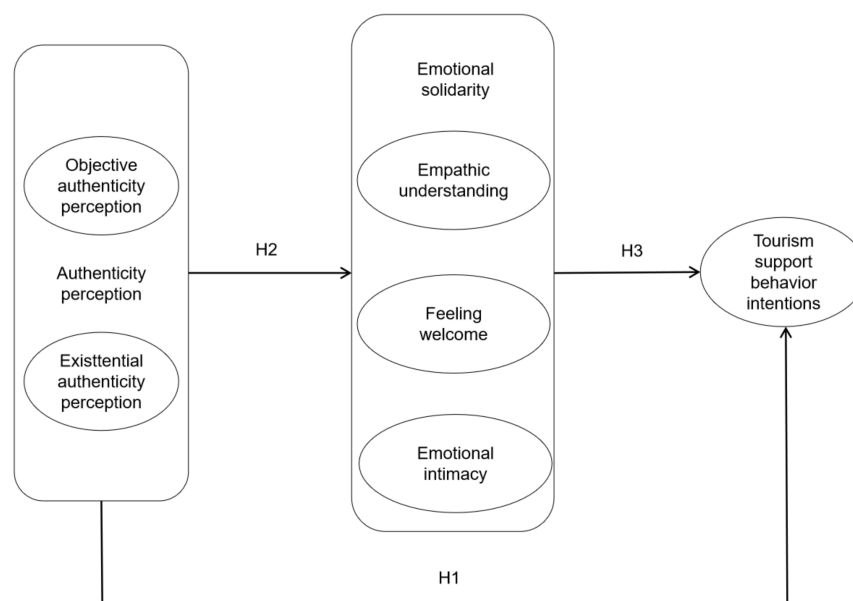 Objective
authenticity
perception
Authenticity
perception
Existtential
authenticity
perception
H2
Emotional
solidarity
Empathic
understanding
Feeling
welcome
Emotional
intimacy
H3
Tourism
support
behavior
intentions
H1